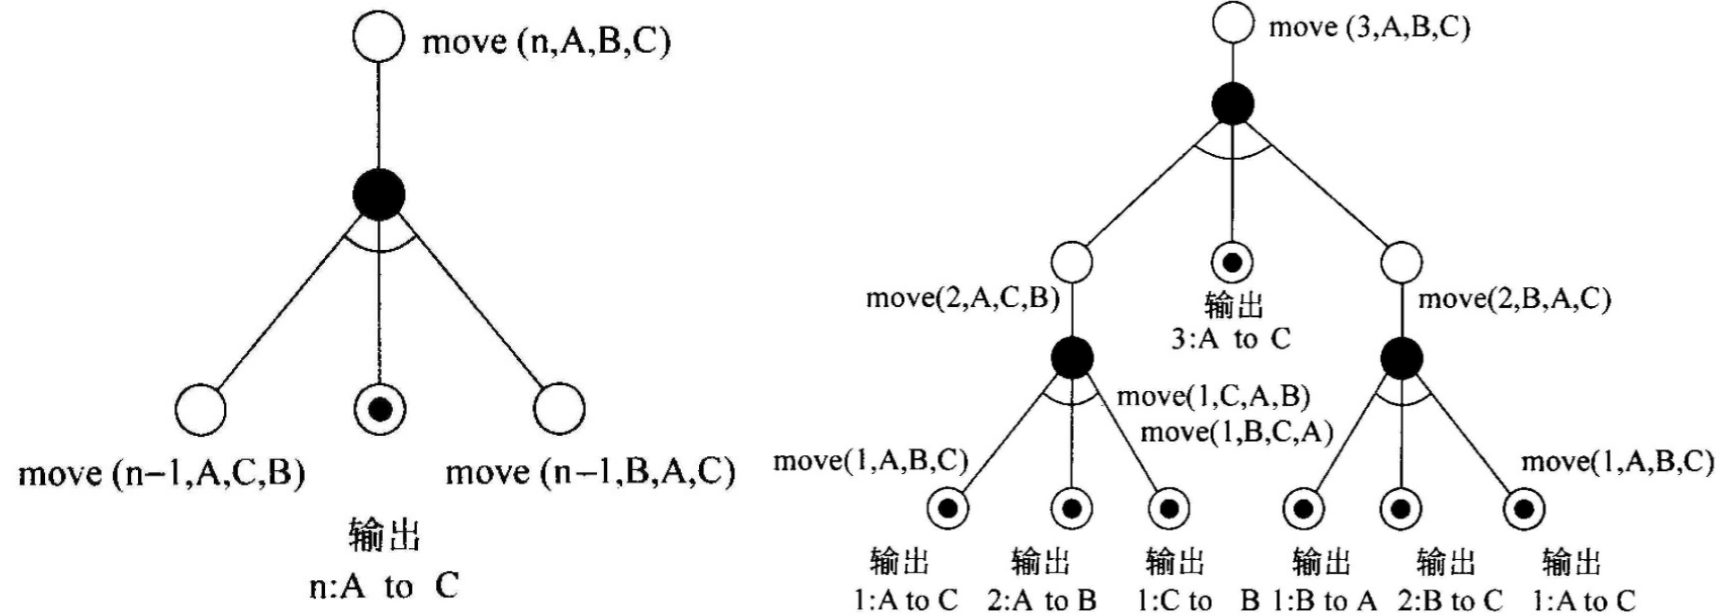 move (n,A,B,C)
move (n−1,A,C,B)
move (n−1,B,A,C)
输出
n:A to C
move (3,A,B,C)
move(2,A,C,B)
输出
3:A to C
move(2,B,A,C)
move(1,C,A,B)
move(1,B,C,A)
move(1,A,B,C)
move(1,A,B,C)
输出
1:A to C
输出
2:A to B
输出
1:C to B
输出
1:B to A
输出
2:B to C
输出
1:A to C